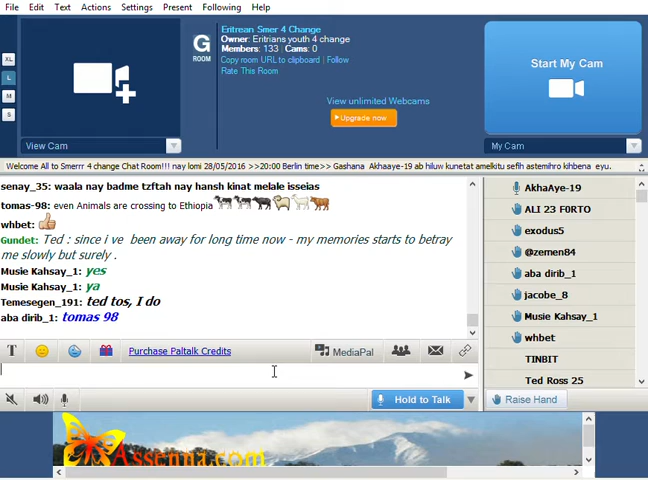 File Edit Text Actions Settings Present Following Help
XL
L
M
S
View Cam
G
ROOM
Eritrean Smer 4 Change
Owner: Eritrians youth 4 change
Members: 133 Cams: 0
Copy room URL to clipboard | Follow
Rate This Room
View unlimited Webcams
Upgrade now
Start My Cam
My Cam
Welcome All to Smerrr 4 change Chat Room!!! nay lomi 28/05/2016 >>20:00 Berlin time>> Gashana Akhaaye-19 ab hiluw kunetat amelkitu sefih astemihro kihbena eyu.
senay_35: waala nay badme tzftah nay hansh kinat melale isseias
tomas-98: even Animals are crossing to Ethiopia
whbet:
Gundet: Ted : since i ve been away for long time now - my memories starts to betray
me slowly but surely .
Musie Kahsay_1: yes
Musie Kahsay_1: ya
Temesegen_191: ted tos, I do
aba dirib_1: tomas 98
AkhaAye-19
ALI 23 FORTO
exodus5
@zemen84
aba dirib_1
jacobe_8
Musie Kahsay_1
whbet
TINBIT
Ted Ross 25
T
Purchase Paltalk Credits
MediaPal
Hold to Talk
Raise Hand
Assenna.com